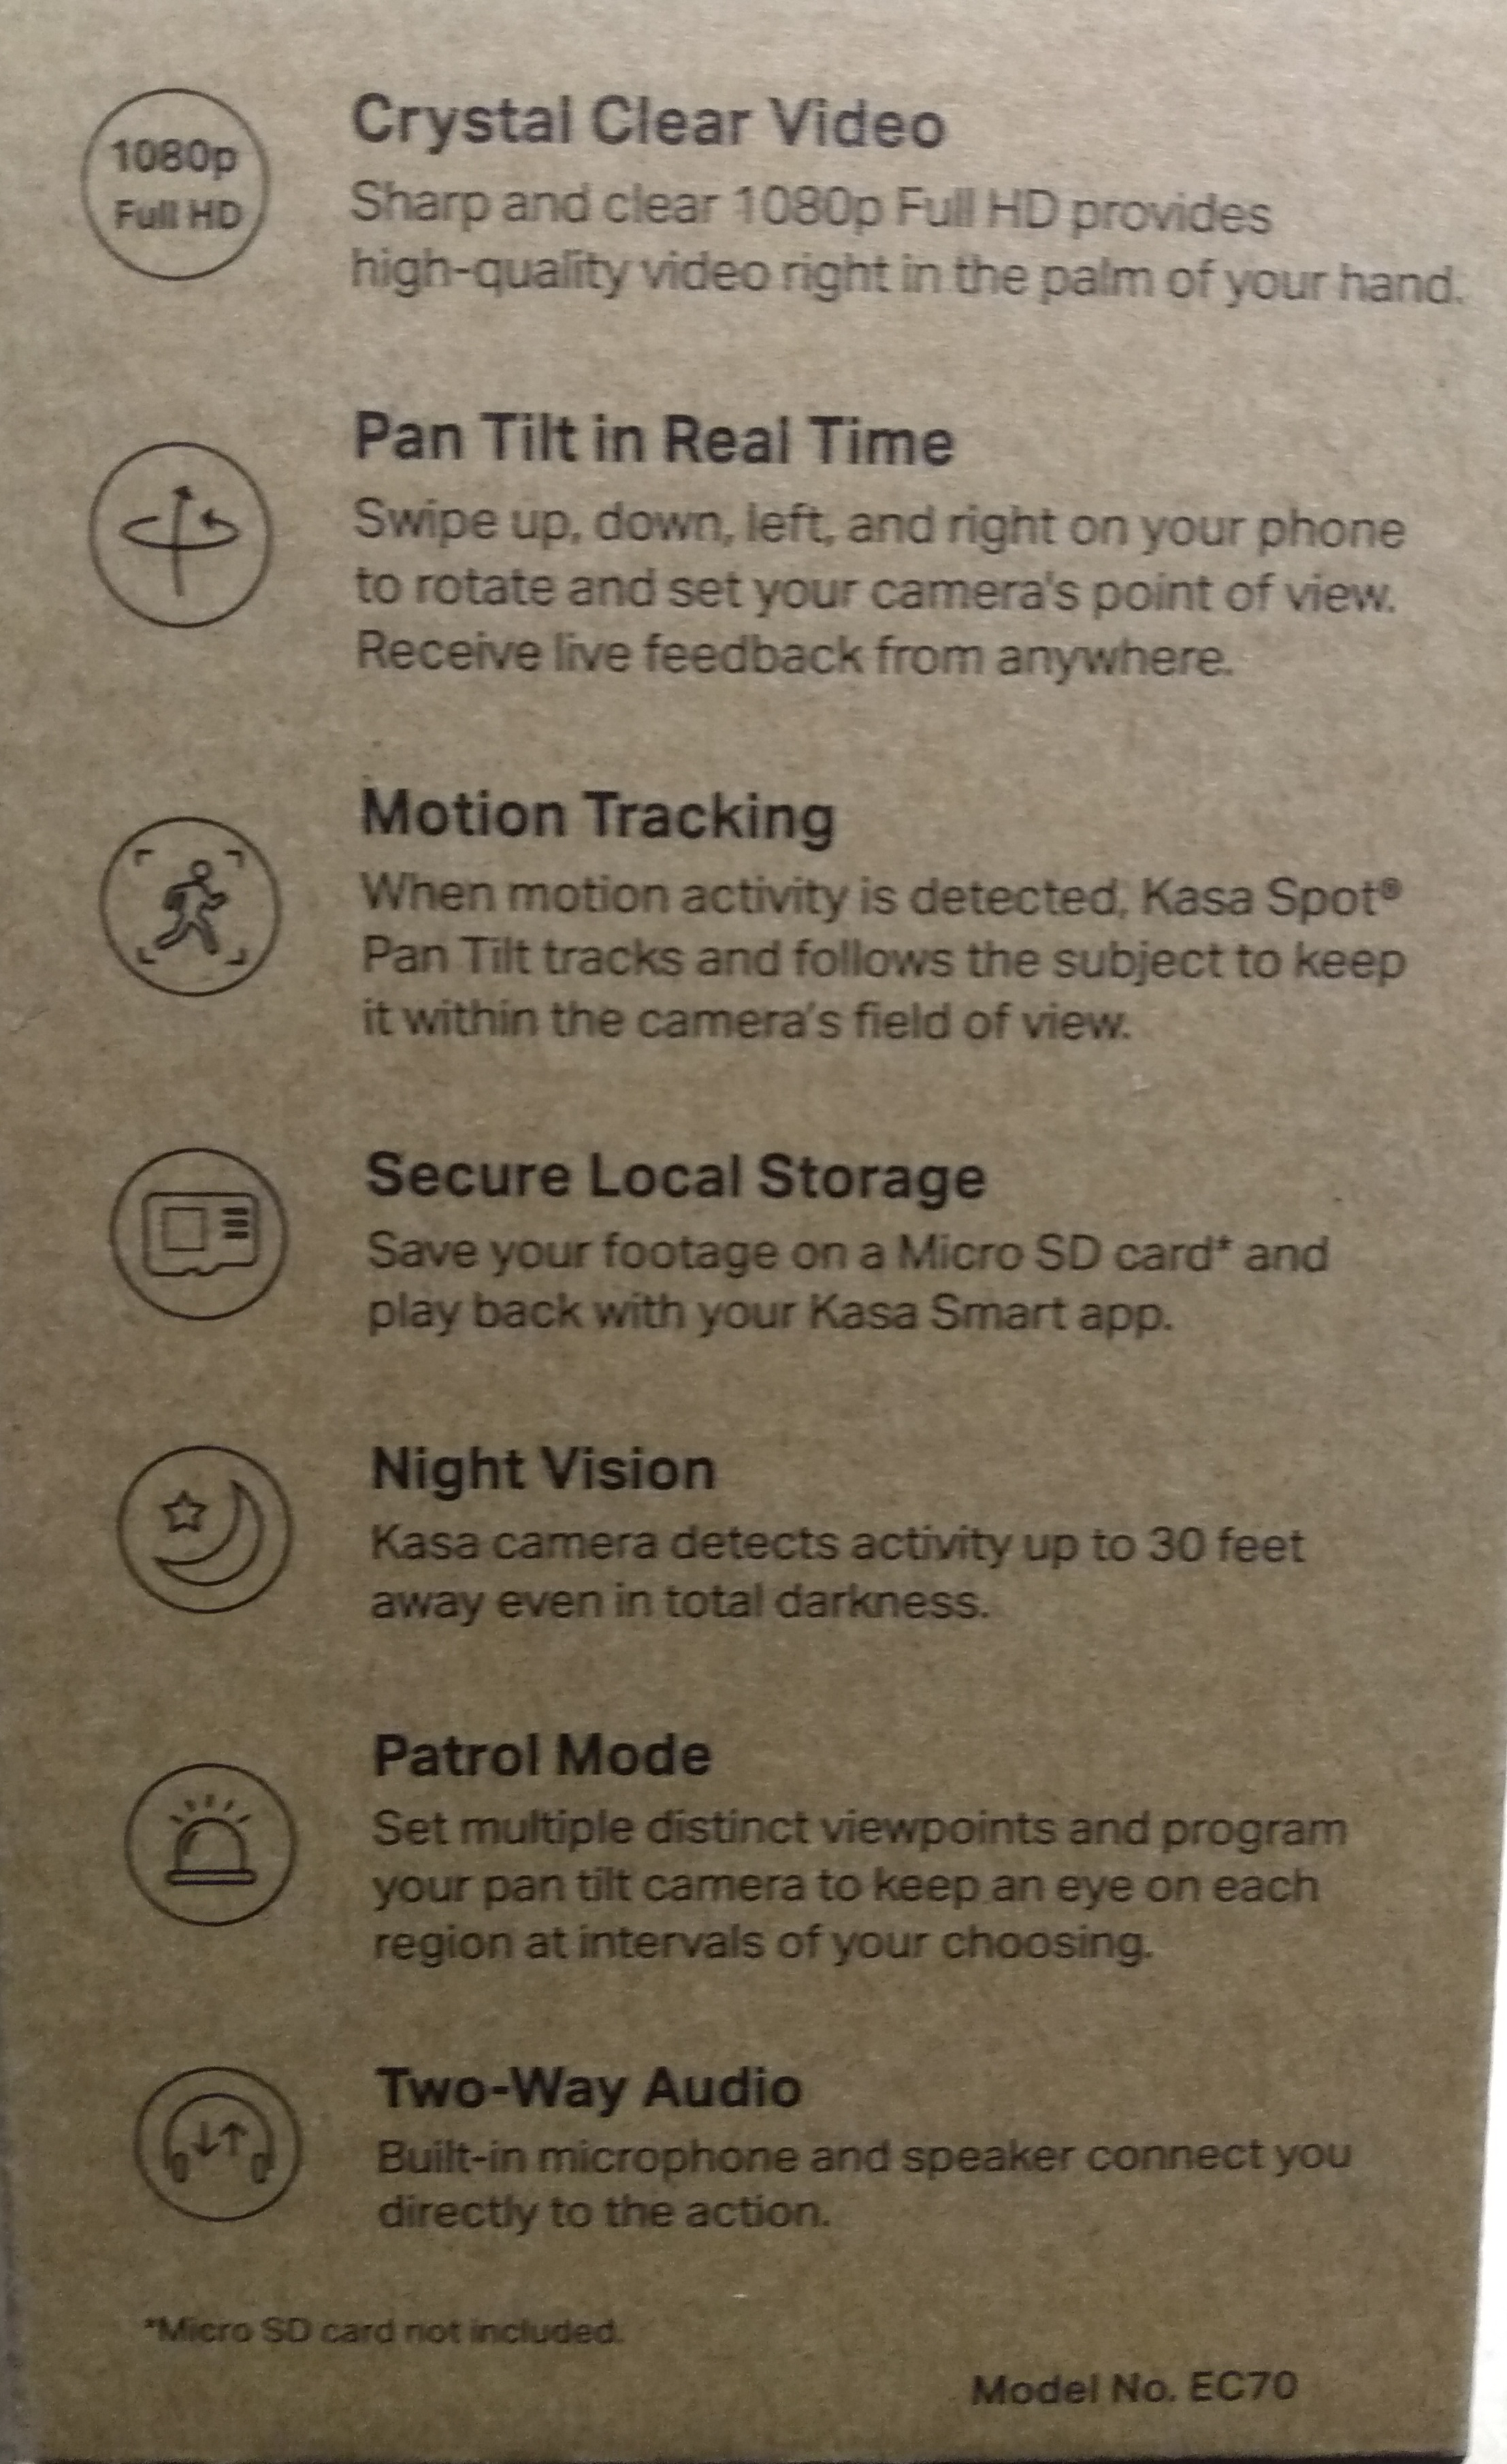 1080p
Full HD
Crystal Clear Video
Sharp and clear 1080p Full HD provides
high-quality video right in the palm of your hand.
Pan Tilt in Real Time
Swipe up, down, left, and right on your phone
to rotate and set your camera's point of view.
Receive live feedback from anywhere.
Motion Tracking
When motion activity is detected, Kasa Spot®
Pan Tilt tracks and follows the subject to keep
it within the camera's field of view.
Secure Local Storage
Save your footage on a Micro SD card* and
play back with your Kasa Smart app.
Night Vision
Kasa camera detects activity up to 30 feet
away even in total darkness.
Patrol Mode
Set multiple distinct viewpoints and program
your pan tilt camera to keep an eye on each
region at intervals of your choosing.
Two-Way Audio
Built-in microphone and speaker connect you
directly to the action.
*Micro SD card not included.
Model No. EC70